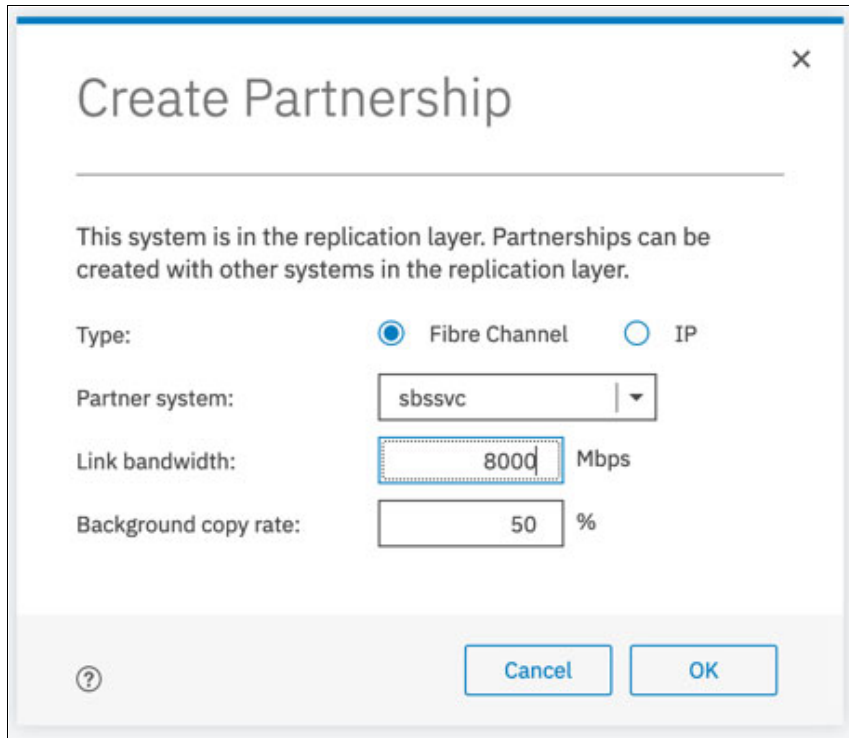 Create Partnership
This system is in the replication layer. Partnerships can be
created with other systems in the replication layer.
Type: Fibre Channel IP
Partner system: sbssvc
Link bandwidth: 8000 Mbps
Background copy rate: 50 %
? Cancel OK